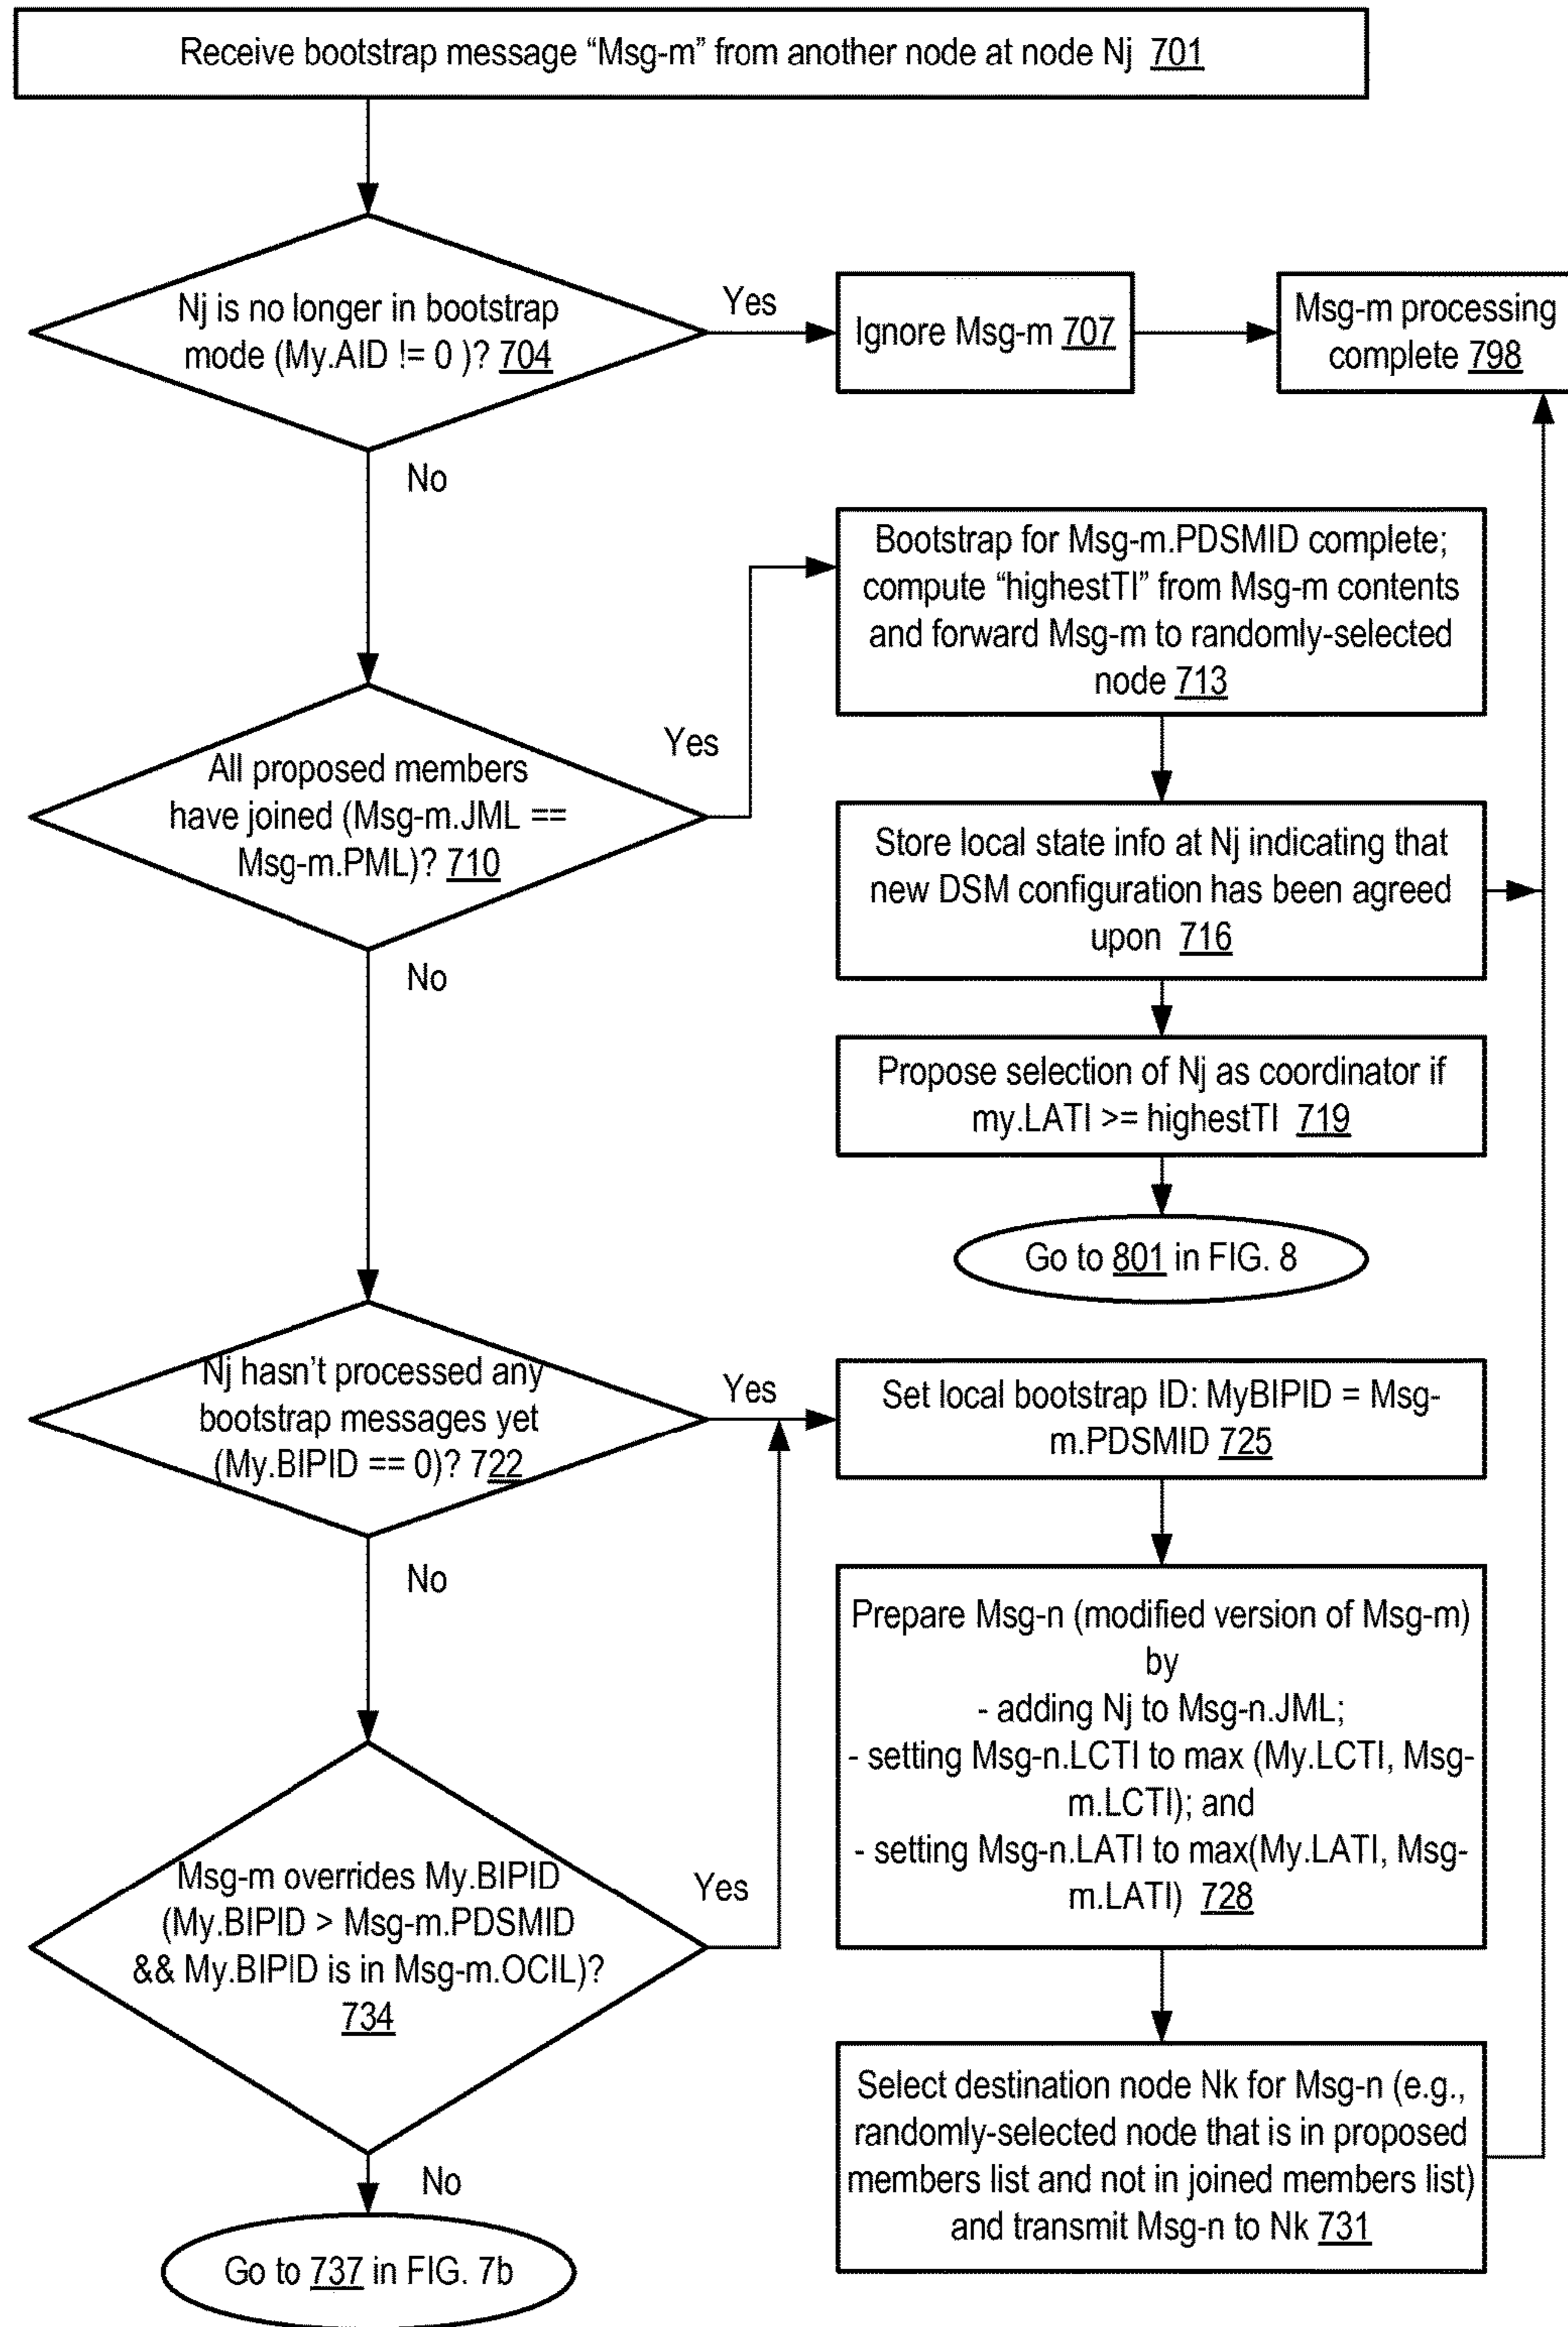 Receive bootstrap message “Msg-m” from another node at node Nj 701
Nj is no longer in bootstrap
mode (My.AID != 0 )? 704
Yes
Ignore Msg-m 707
Msg-m processing
complete 798
No
Bootstrap for Msg-m.PDSMID complete;
compute “highestTI” from Msg-m contents
and forward Msg-m to randomly-selected
node 713
All proposed members
have joined (Msg-m.JML ==
Msg-m.PML)? 710
Yes
Store local state info at Nj indicating that
new DSM configuration has been agreed
upon 716
No
Propose selection of Nj as coordinator if
my.LATI >= highestTI 719
Go to 801 in FIG. 8
Nj hasn’t processed any
bootstrap messages yet
(My.BIPID == 0)? 722
Yes
Set local bootstrap ID: MyBIPID = Msg-
m.PDSMID 725
No
Prepare Msg-n (modified version of Msg-m)
by
- adding Nj to Msg-n.JML;
- setting Msg-n.LCTI to max (My.LCTI, Msg-
m.LCTI); and
- setting Msg-n.LATI to max(My.LATI, Msg-
m.LATI) 728
Msg-m overrides My.BIPID
(My.BIPID > Msg-m.PDSMID
&& My.BIPID is in Msg-m.OCIL)?
734
Yes
Select destination node Nk for Msg-n (e.g.,
randomly-selected node that is in proposed
members list and not in joined members list)
and transmit Msg-n to Nk 731
No
Go to 737 in FIG. 7b